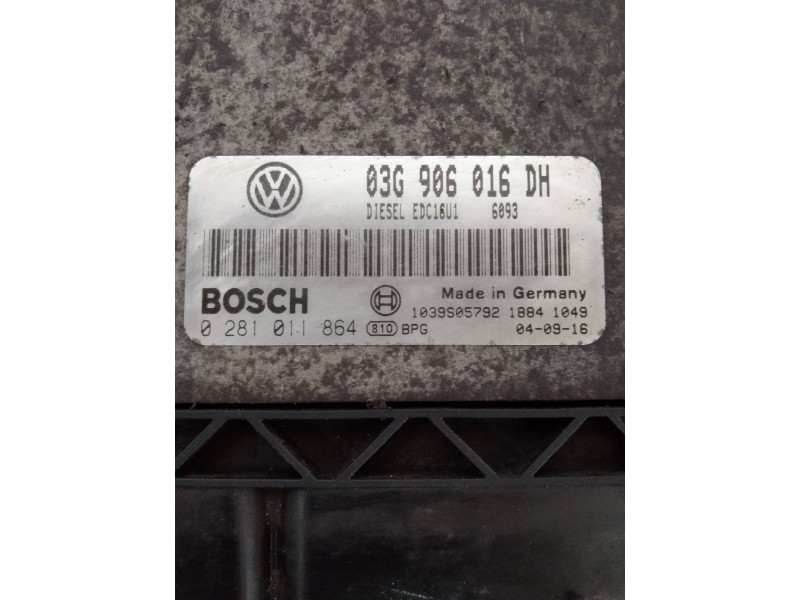 03G 906 016 DH
DIESEL EDC16U1 6093
BOSCH
Made in Germany
1039S05792 1884 1049
0 281 011 864 810 BPG
04-09-16